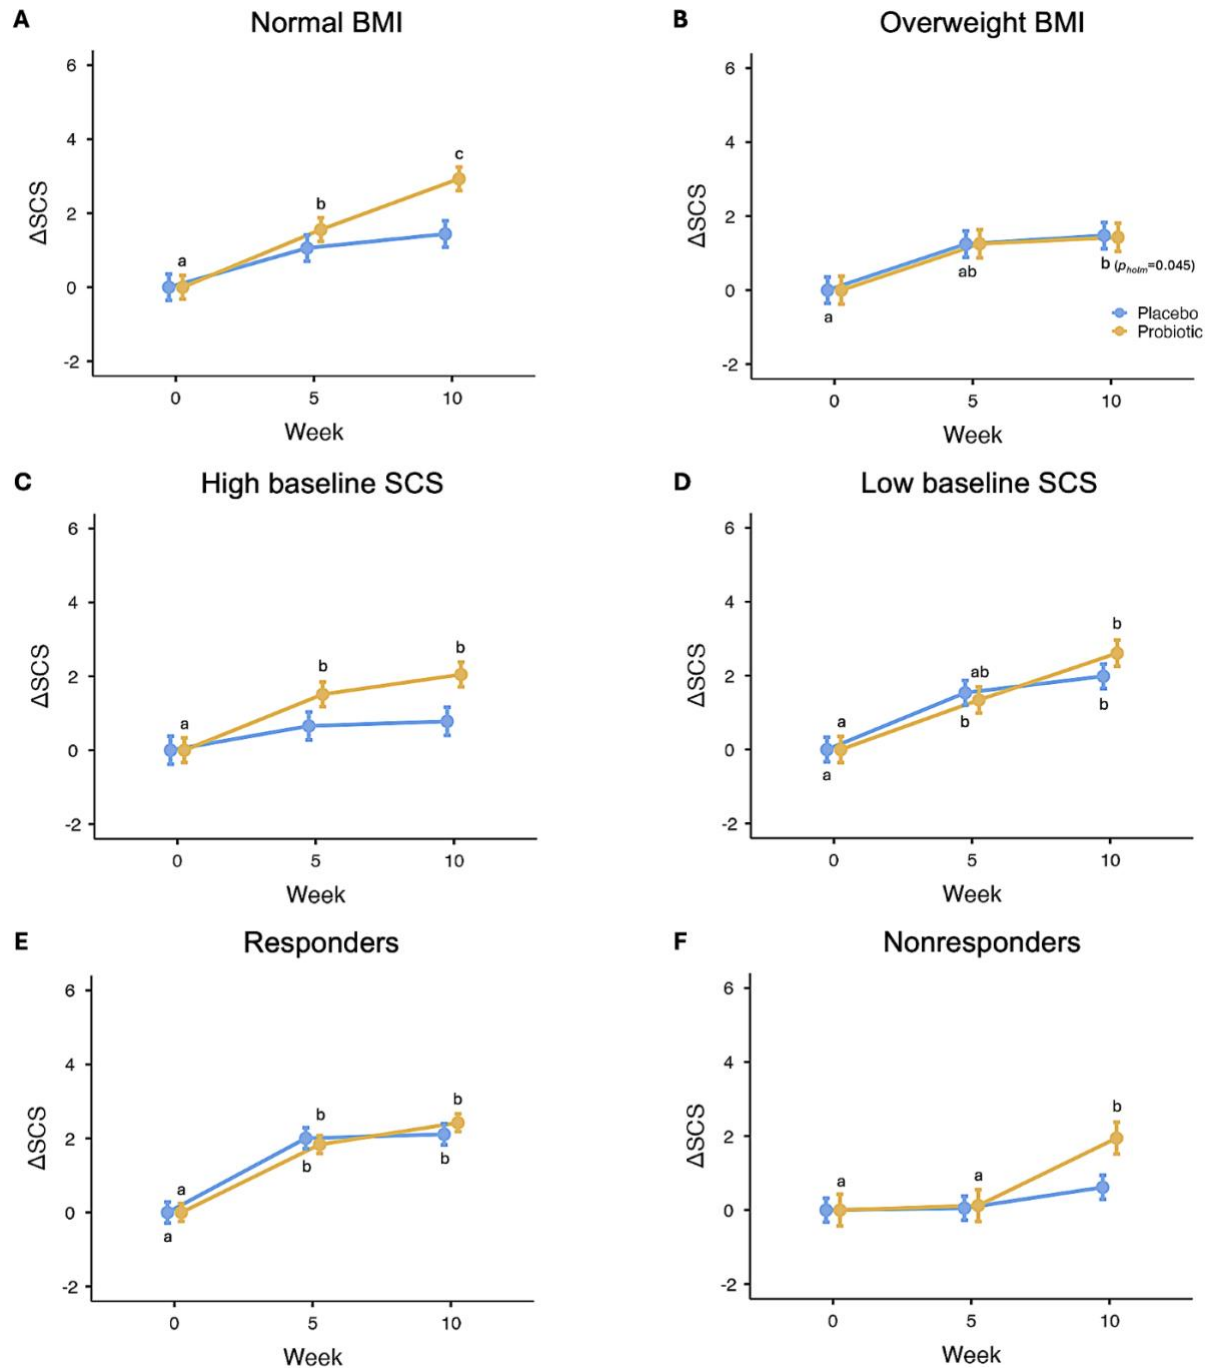 A
Normal BMI
6
4
2
0
-2
ΔSCS
a
b
c
0 5 10
Week
B
Overweight BMI
6
4
2
0
-2
ΔSCS
a
ab
b (pholm=0.045)
Placebo
Probiotic
0 5 10
Week
C
High baseline SCS
6
4
2
0
-2
ΔSCS
a
b
b
0 5 10
Week
D
Low baseline SCS
6
4
2
0
-2
ΔSCS
a
a
ab
b
b
b
0 5 10
Week
E
Responders
6
4
2
0
-2
ΔSCS
a
a
b
b
b
b
0 5 10
Week
F
Nonresponders
6
4
2
0
-2
ΔSCS
a
a
b
0 5 10
Week